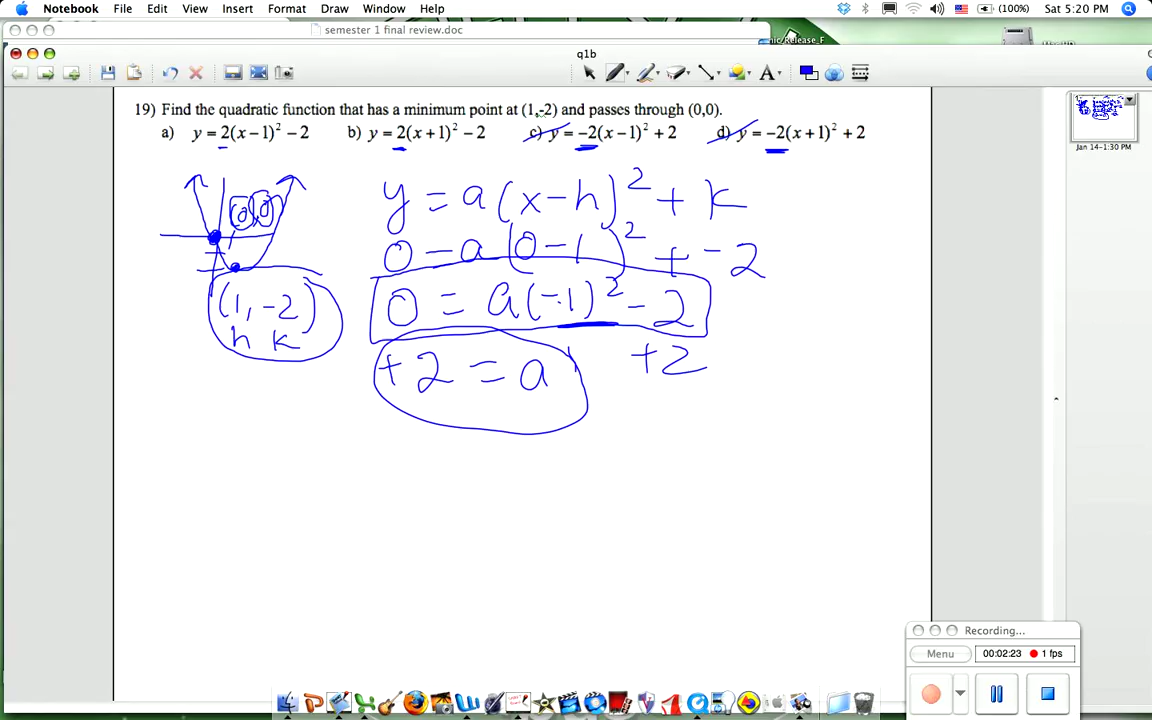 Notebook File Edit View Insert Format Draw Window Help (100%) Sat 5:20 PM
semester 1 final review.doc
q1b
19) Find the quadratic function that has a minimum point at (1,-2) and passes through (0,0).
a) y = 2(x−1)² − 2 b) y = 2(x+1)² − 2 c) y = −2(x−1)² + 2 d) y = −2(x+1)² + 2
Jan 14-1:30 PM
y = a(x−h)² + k
0 = a(0−1)² + −2
(1, −2)
h k
0 = a(−1)² − 2
+2 = a +2
Recording...
Menu 00:02:23 1 fps